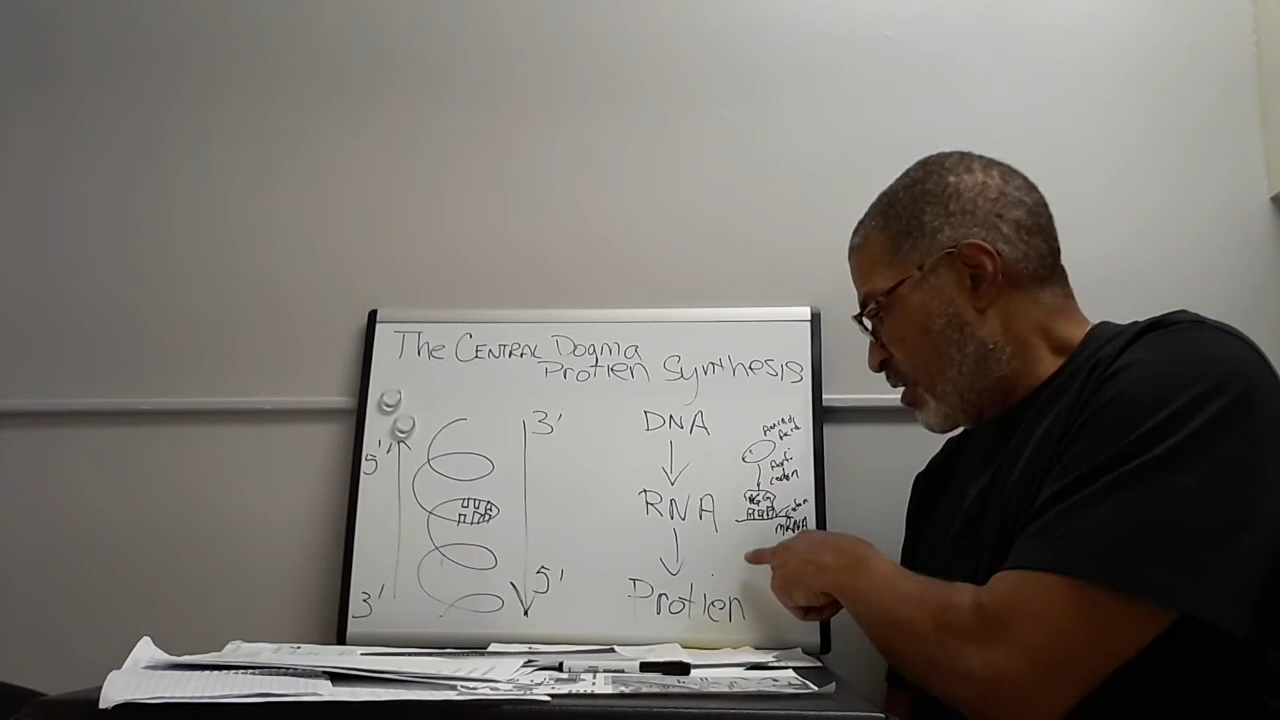 The CENTRAL Dogma
Protien Synthesis
5'
3'
3'
5'
DNA
RNA
Protien
Amino
Acid
Anti
codon
codon
mRNA